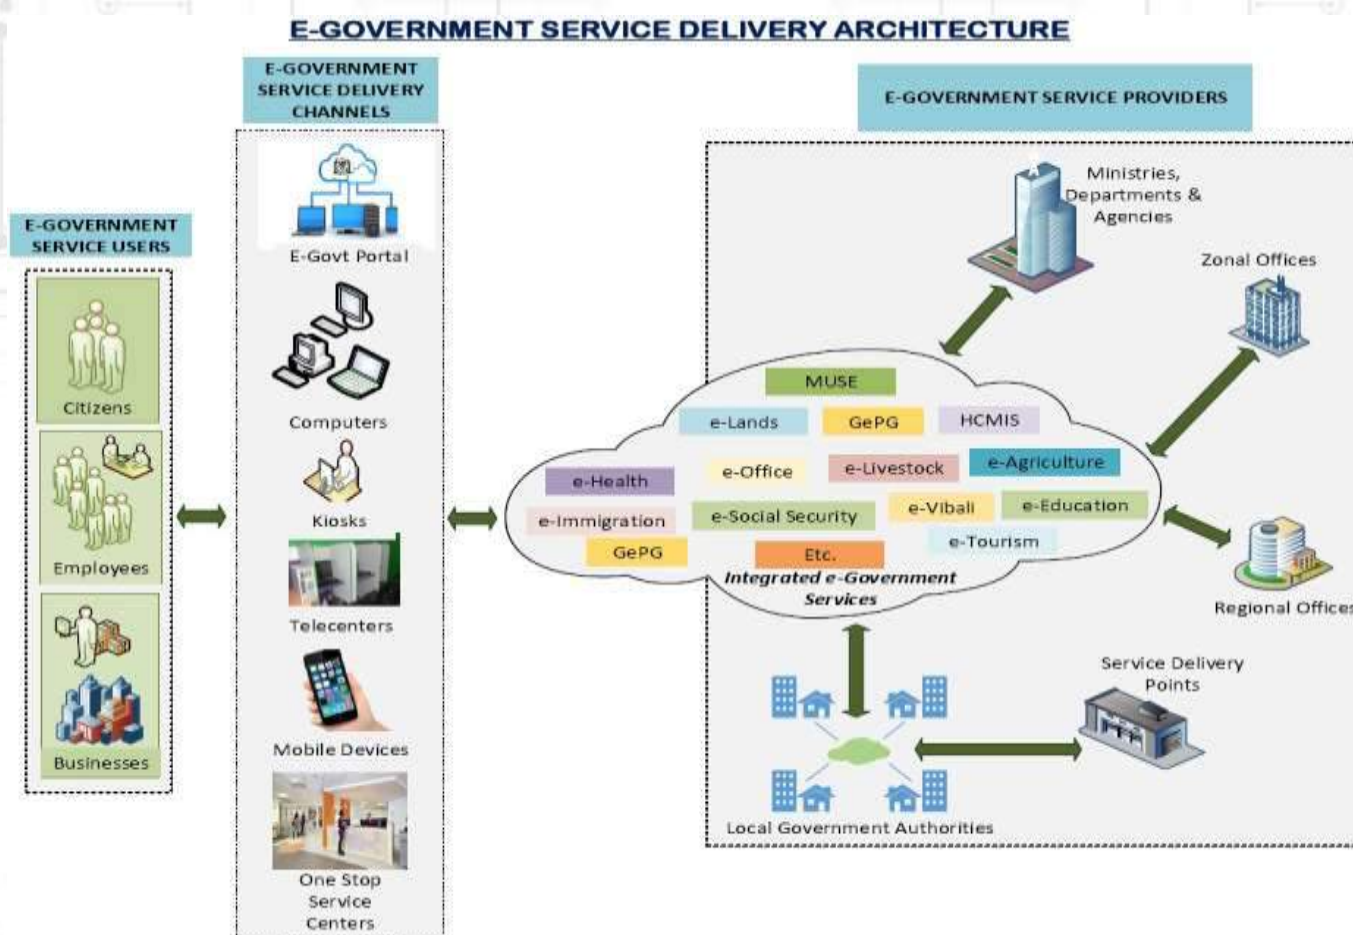 E-GOVERNMENT SERVICE DELIVERY ARCHITECTURE
E-GOVERNMENT
SERVICE USERS
Citizens
Employees
Businesses
E-GOVERNMENT
SERVICE DELIVERY
CHANNELS
E-Govt Portal
Computers
Kiosks
Telecenters
Mobile Devices
One Stop
Service
Centers
E-GOVERNMENT SERVICE PROVIDERS
Ministries,
Departments &
Agencies
Zonal Offices
MUSE
e-Lands
GePG
HCMIS
e-Health
e-Office
e-Livestock
e-Agriculture
e-Immigration
e-Social Security
e-Vibali
e-Education
GePG
Etc.
e-Tourism
Integrated e-Government
Services
Regional Offices
Service Delivery
Points
Local Government Authorities